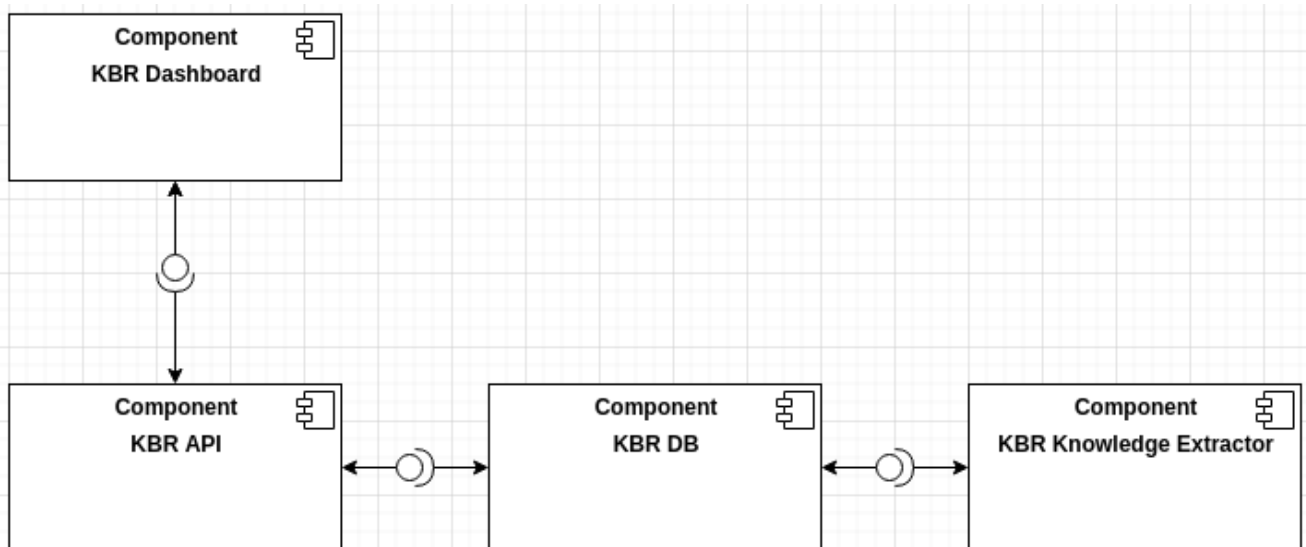 Component
KBR Dashboard
Component
KBR API
Component
KBR DB
Component
KBR Knowledge Extractor